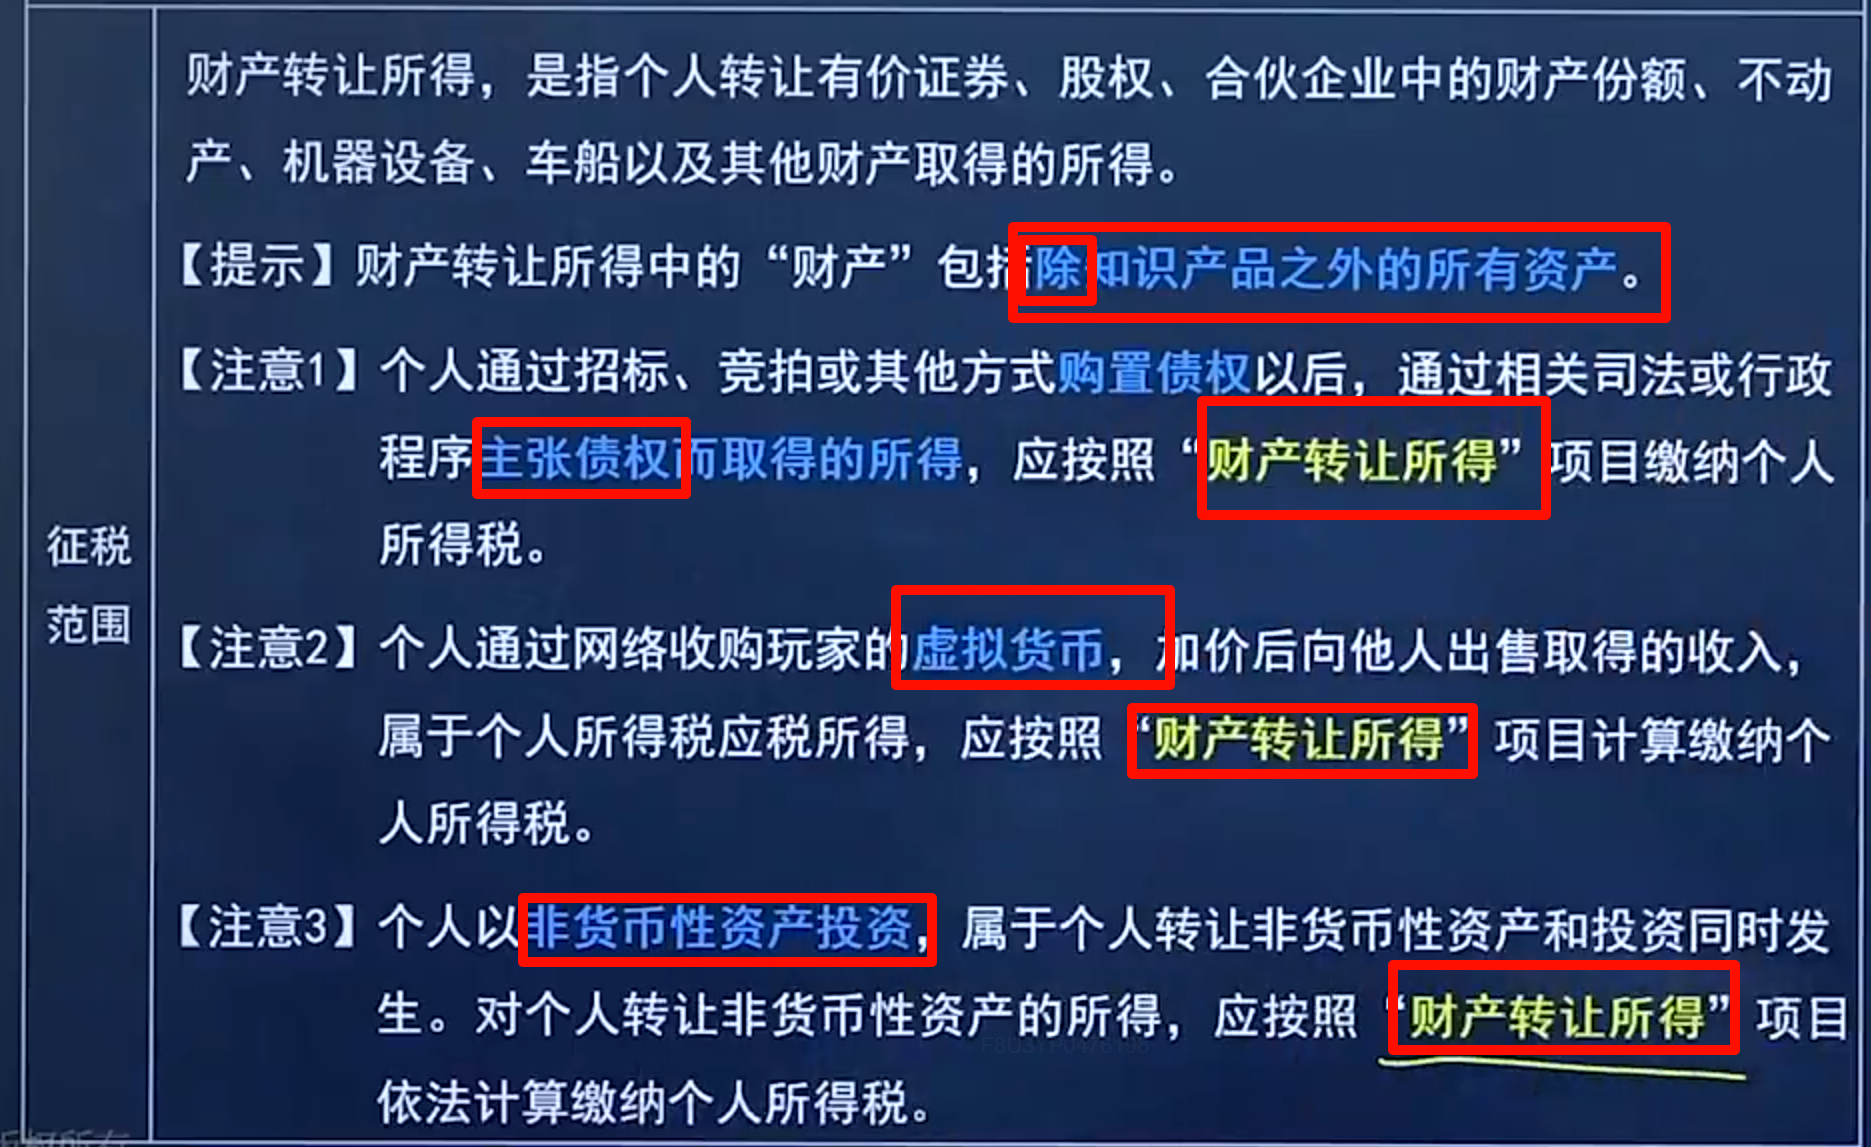 财产转让所得，是指个人转让有价证券、股权、合伙企业中的财产份额、不动
产、机器设备、车船以及其他财产取得的所得。
【提示】财产转让所得中的“财产”包括除知识产品之外的所有资产。
【注意1】个人通过招标、竞拍或其他方式购置债权以后，通过相关司法或行政
程序主张债权而取得的所得，应按照“财产转让所得”项目缴纳个人
所得税。
征税
范围
【注意2】个人通过网络收购玩家的虚拟货币，加价后向他人出售取得的收入，
属于个人所得税应税所得，应按照“财产转让所得”项目计算缴纳个
人所得税。
【注意3】个人以非货币性资产投资，属于个人转让非货币性资产和投资同时发
生。对个人转让非货币性资产的所得，应按照“财产转让所得”项目
依法计算缴纳个人所得税。